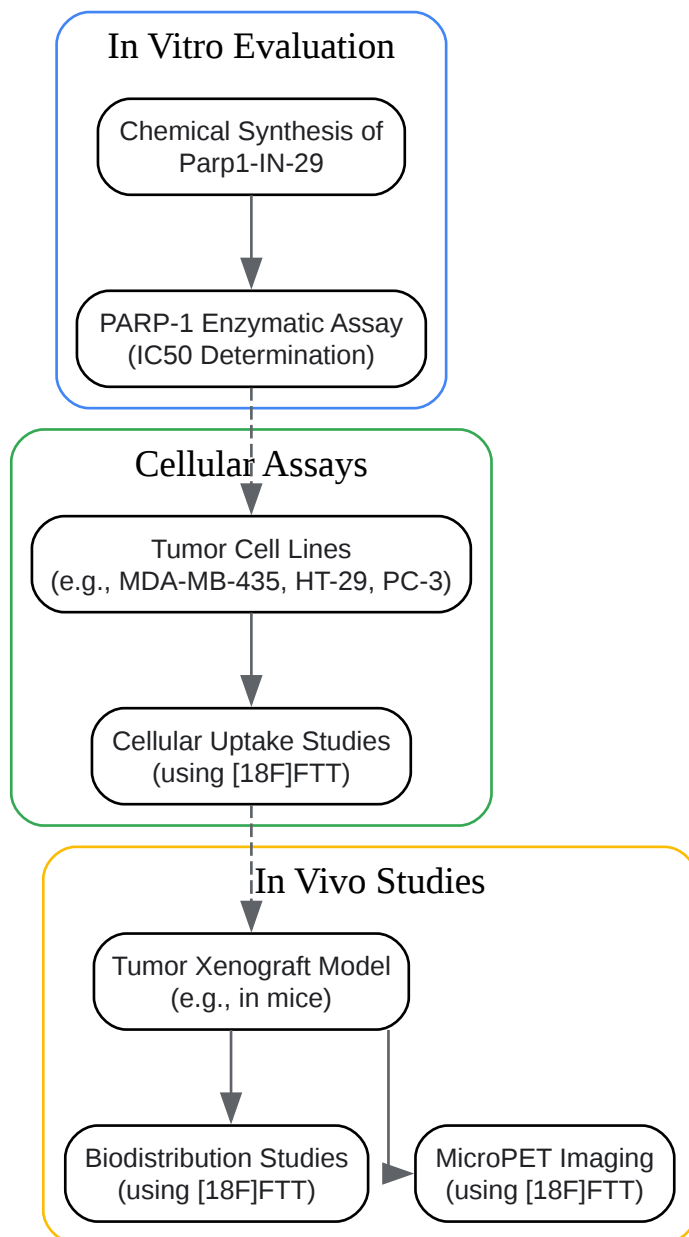 In Vitro Evaluation
Chemical Synthesis of
Parp1-IN-29
PARP-1 Enzymatic Assay
(IC50 Determination)
Cellular Assays
Tumor Cell Lines
(e.g., MDA-MB-435, HT-29, PC-3)
Cellular Uptake Studies
(using [18F]FTT)
In Vivo Studies
Tumor Xenograft Model
(e.g., in mice)
Biodistribution Studies
(using [18F]FTT)
MicroPET Imaging
(using [18F]FTT)